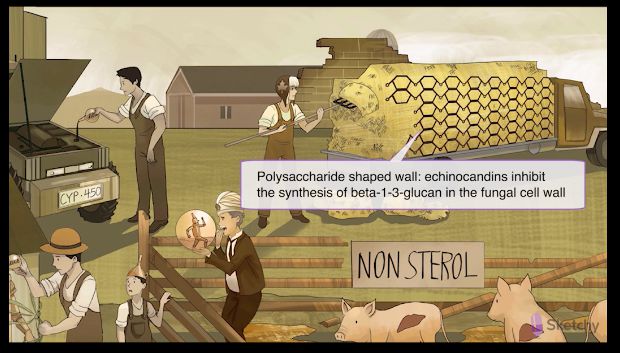 CYP-450
Polysaccharide shaped wall: echinocandins inhibit
the synthesis of beta-1-3-glucan in the fungal cell wall
NON STEROL
Sketchy